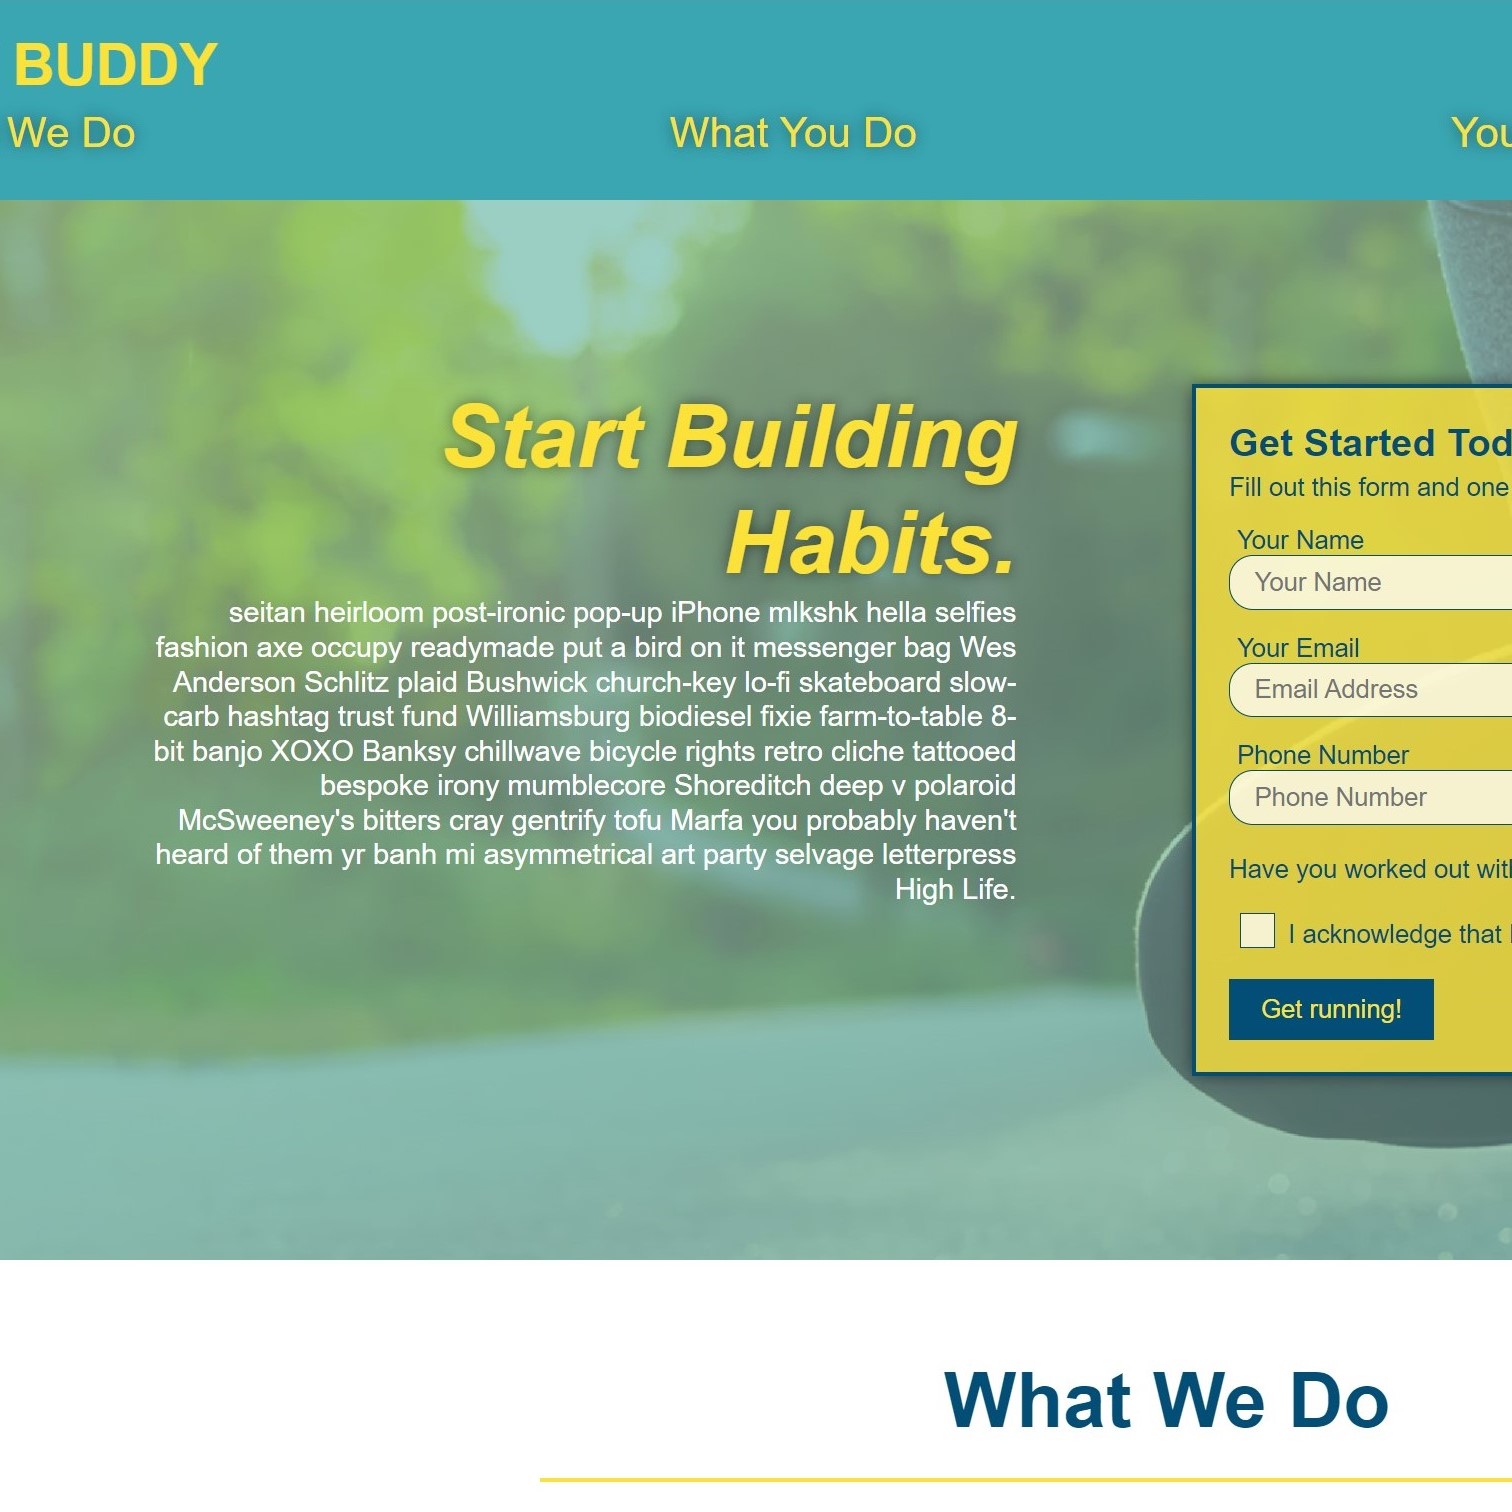 BUDDY
We Do
What You Do
You
Start Building
Habits.
seitan heirloom post-ironic pop-up iPhone mlkshk hella selfies
fashion axe occupy readymade put a bird on it messenger bag Wes
Anderson Schlitz plaid Bushwick church-key lo-fi skateboard slow-
carb hashtag trust fund Williamsburg biodiesel fixie farm-to-table 8-
bit banjo XOXO Banksy chillwave bicycle rights retro cliche tattooed
bespoke irony mumblecore Shoreditch deep v polaroid
McSweeney's bitters cray gentrify tofu Marfa you probably haven't
heard of them yr banh mi asymmetrical art party selvage letterpress
High Life.
Get Started Tod
Fill out this form and one
Your Name
Your Name
Your Email
Email Address
Phone Number
Phone Number
Have you worked out with
I acknowledge that
Get running!
What We Do